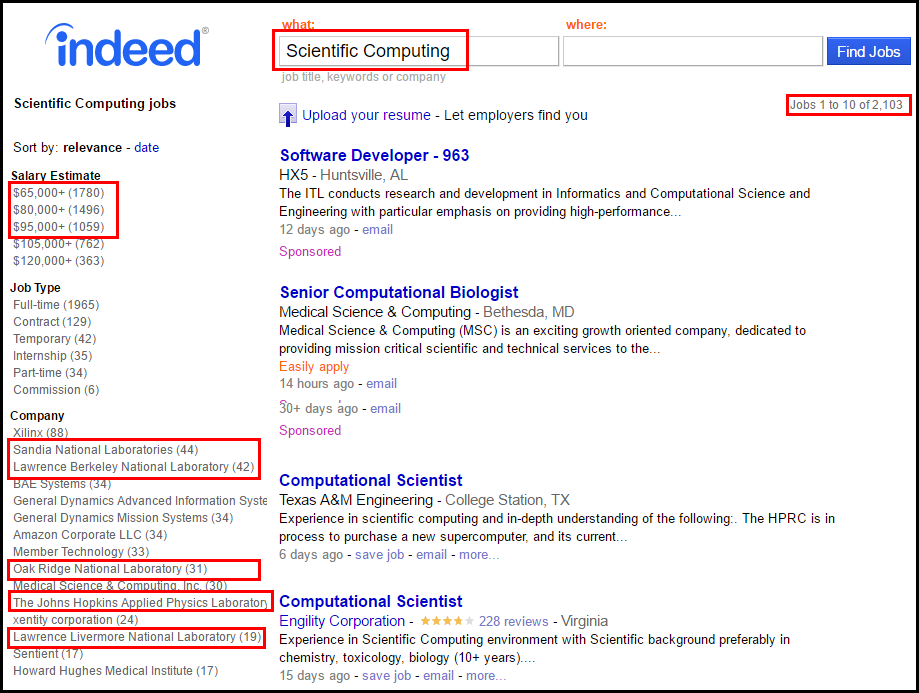 indeed®
what:
where:
Scientific Computing
Find Jobs
job title, keywords or company
Scientific Computing jobs
Jobs 1 to 10 of 2,103
Upload your resume - Let employers find you
Sort by: relevance - date
Salary Estimate
$65,000+ (1780)
$80,000+ (1496)
$95,000+ (1059)
$105,000+ (762)
$120,000+ (363)
Job Type
Full-time (1965)
Contract (129)
Temporary (42)
Internship (35)
Part-time (34)
Commission (6)
Company
Xilinx (88)
Sandia National Laboratories (44)
Lawrence Berkeley National Laboratory (42)
BAE Systems (34)
General Dynamics Advanced Information Syste
General Dynamics Mission Systems (34)
Amazon Corporate LLC (34)
Member Technology (33)
Oak Ridge National Laboratory (31)
Medical Science & Computing, Inc. (30)
The Johns Hopkins Applied Physics Laboratory
xentity corporation (24)
Lawrence Livermore National Laboratory (19)
Sentient (17)
Howard Hughes Medical Institute (17)
Software Developer - 963
HX5 - Huntsville, AL
The ITL conducts research and development in Informatics and Computational Science and
Engineering with particular emphasis on providing high-performance...
12 days ago - email
Sponsored
Senior Computational Biologist
Medical Science & Computing - Bethesda, MD
Medical Science & Computing (MSC) is an exciting growth oriented company, dedicated to
providing mission critical scientific and technical services to the...
Easily apply
14 hours ago - email
30+ days ago - email
Sponsored
Computational Scientist
Texas A&M Engineering - College Station, TX
Experience in scientific computing and in-depth understanding of the following:. The HPRC is in
process to purchase a new supercomputer, and its current...
6 days ago - save job - email - more...
Computational Scientist
Engility Corporation - 228 reviews - Virginia
Experience in Scientific Computing environment with Scientific background preferably in
chemistry, toxicology, biology (10+ years)....
15 days ago - save job - email - more...